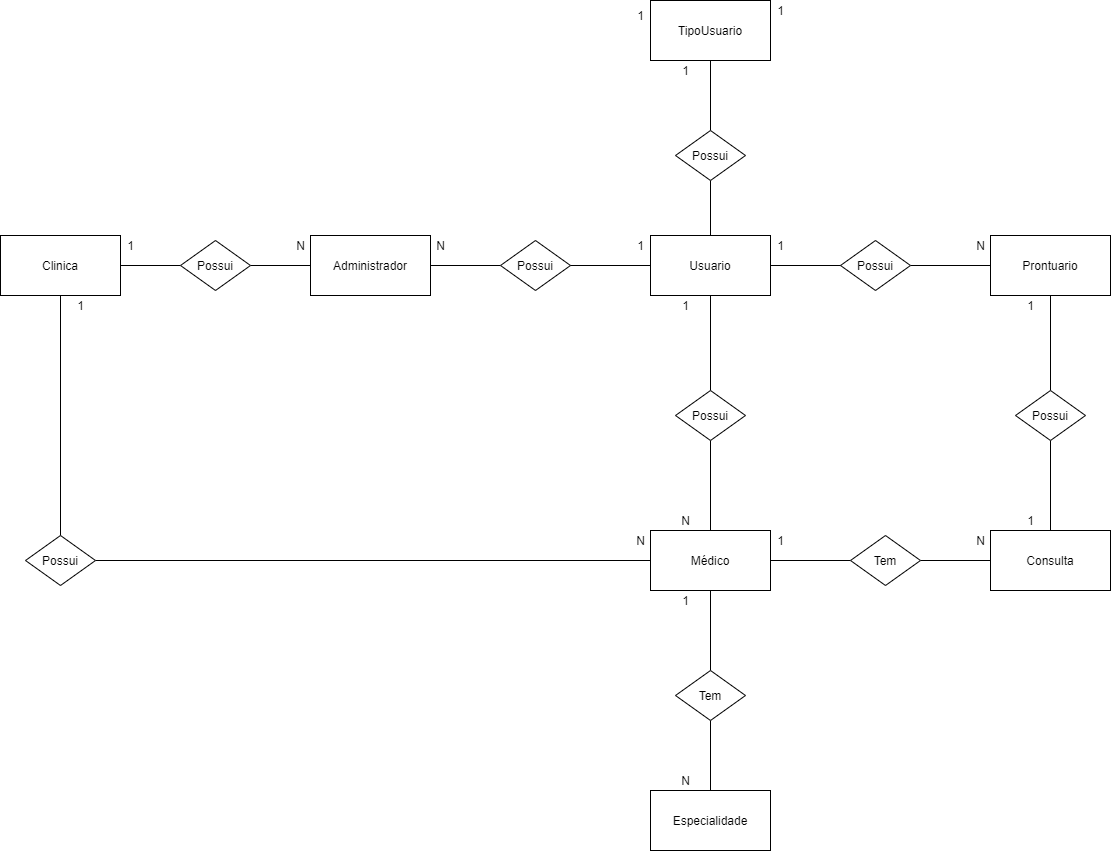 1
TipoUsuario
1
1
Possui
Clinica
1
Possui
N
Administrador
N
Possui
1
Usuario
1
Possui
N
Prontuario
1
1
1
Possui
Possui
N
1
Possui
N
Médico
1
Tem
N
Consulta
1
Tem
N
Especialidade